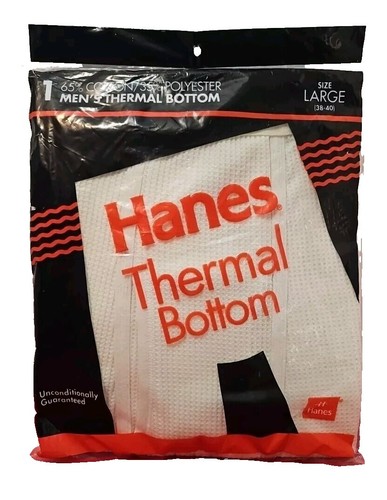 1 65% COTTON/35% POLYESTER
MEN'S THERMAL BOTTOM
SIZE
LARGE
(38-40)
Hanes
Thermal
Bottom
Unconditionally
Guaranteed
Hanes